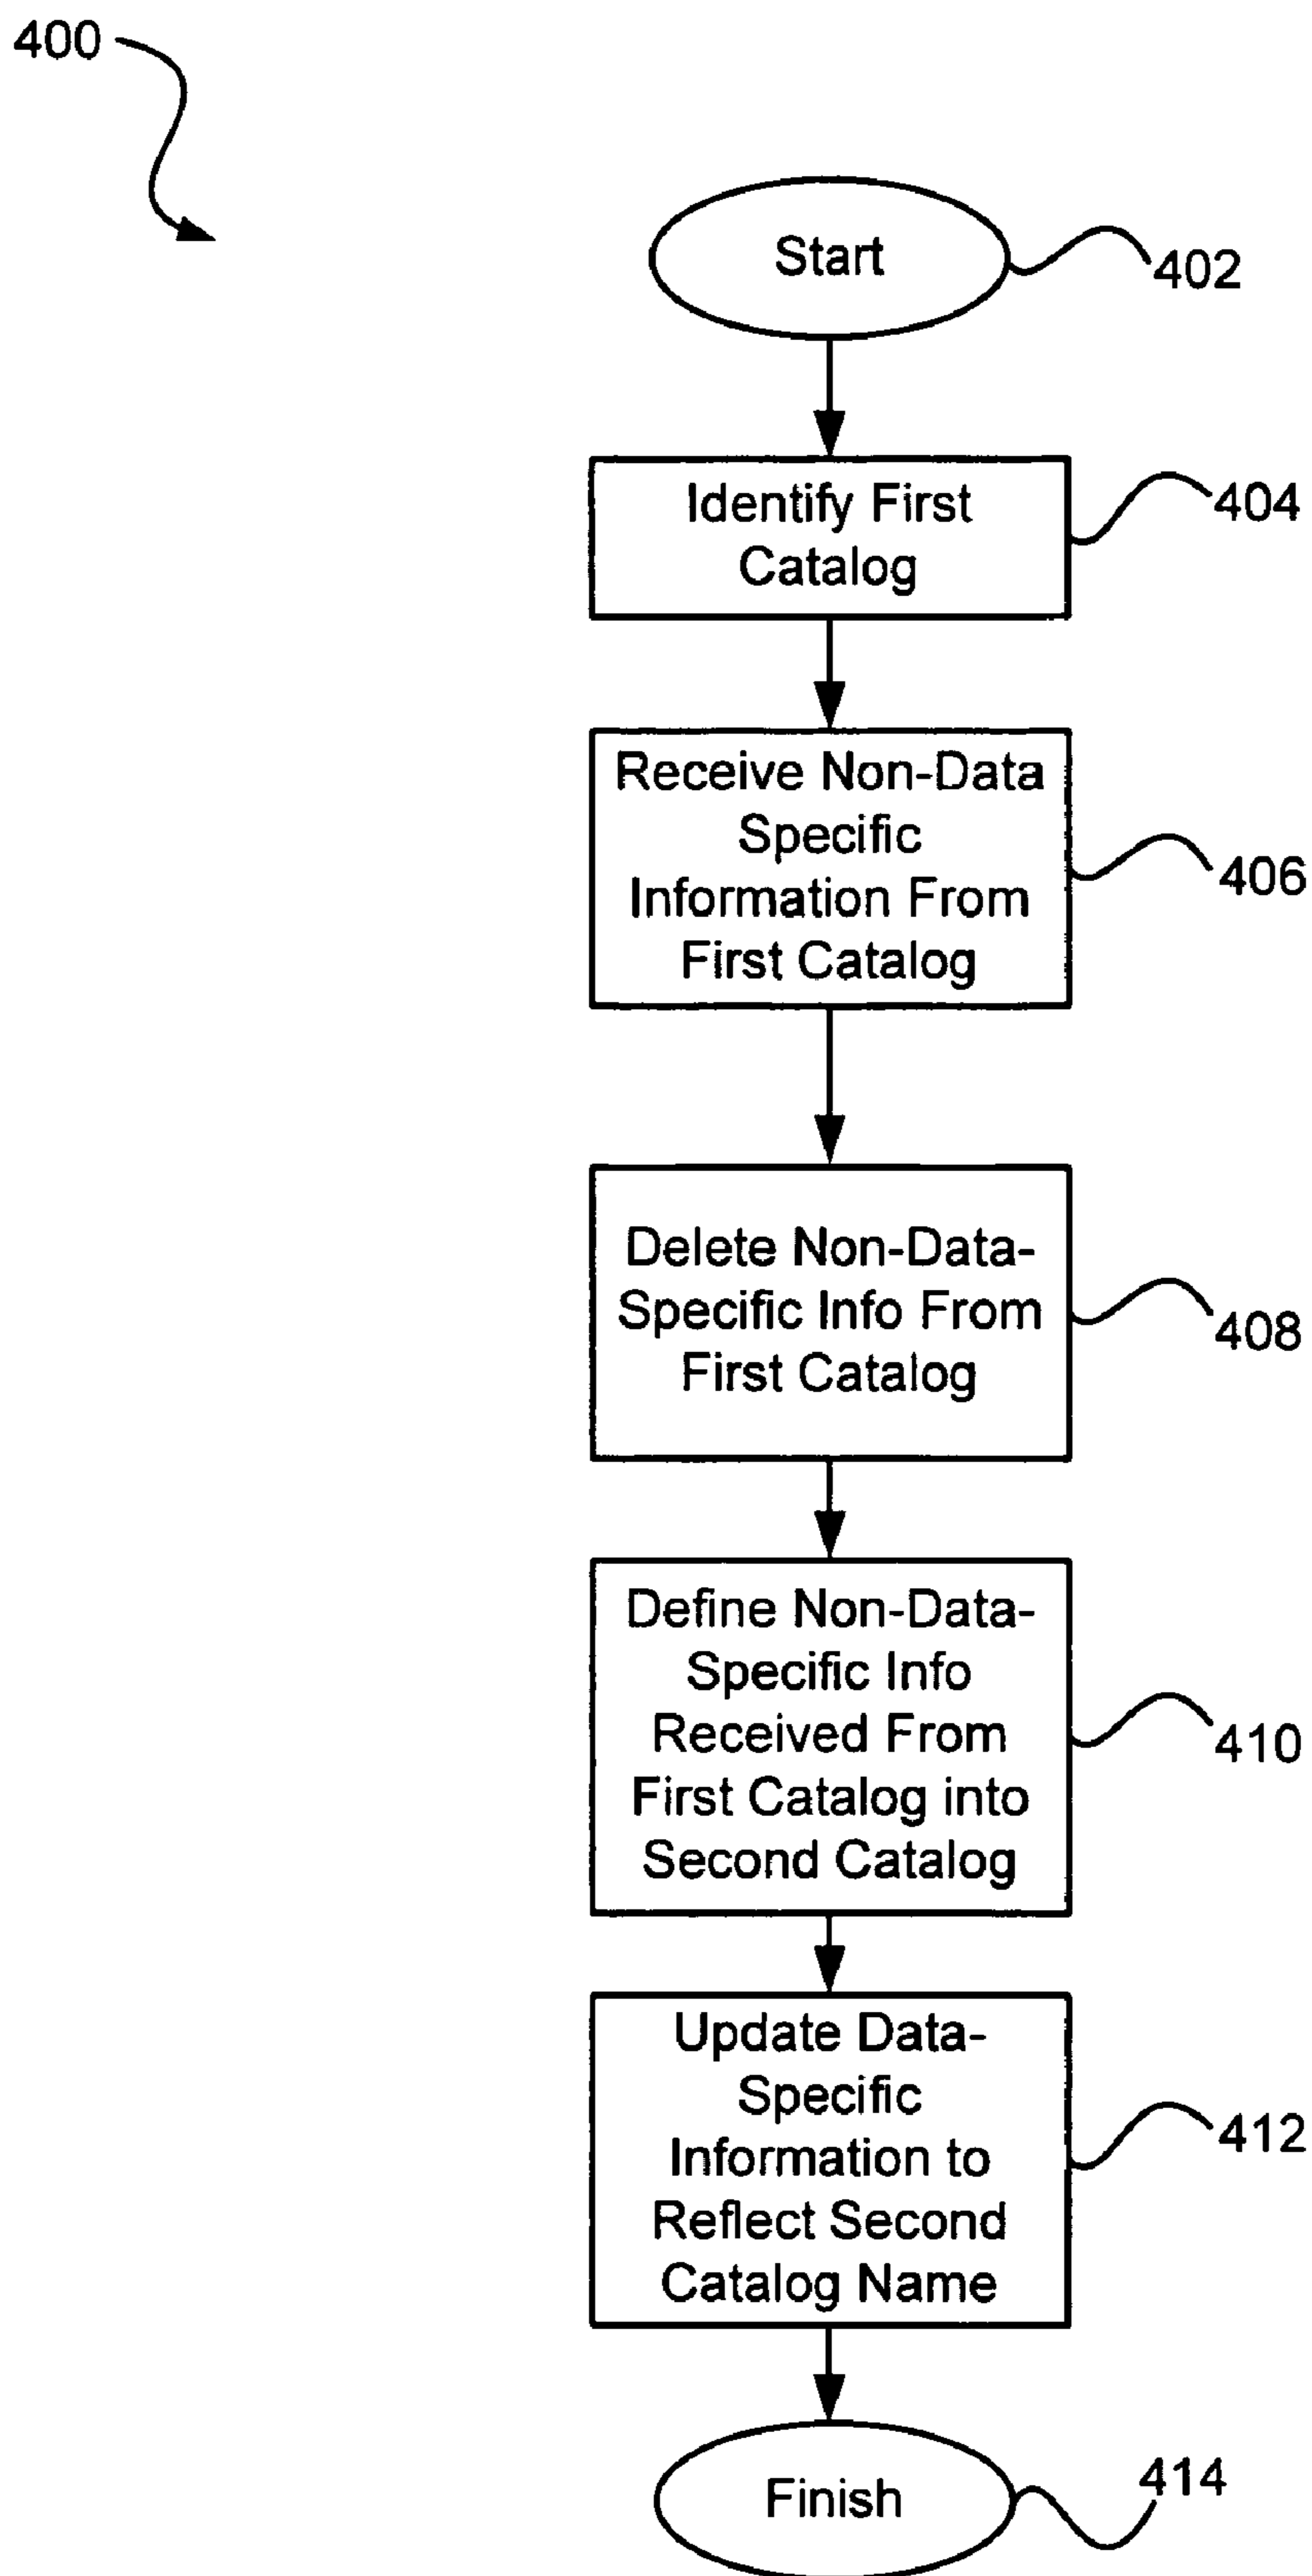 400
Start
402
Identify First
Catalog
404
Receive Non-Data
Specific
Information From
First Catalog
406
Delete Non-Data-
Specific Info From
First Catalog
408
Define Non-Data-
Specific Info
Received From
First Catalog into
Second Catalog
410
Update Data-
Specific
Information to
Reflect Second
Catalog Name
412
Finish
414